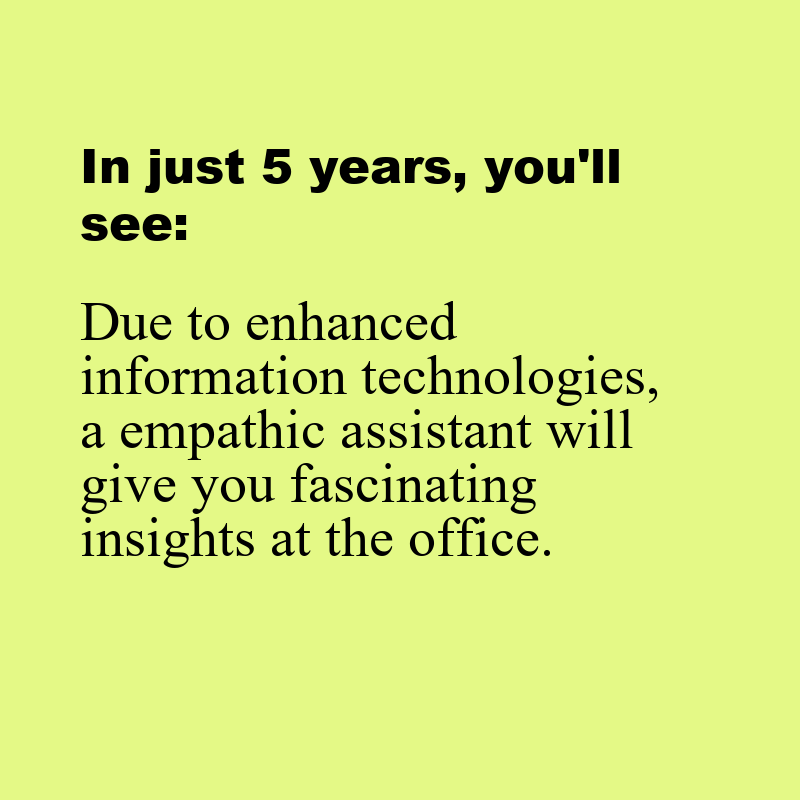 In just 5 years, you'll
see:
Due to enhanced
information technologies,
a empathic assistant will
give you fascinating
insights at the office.